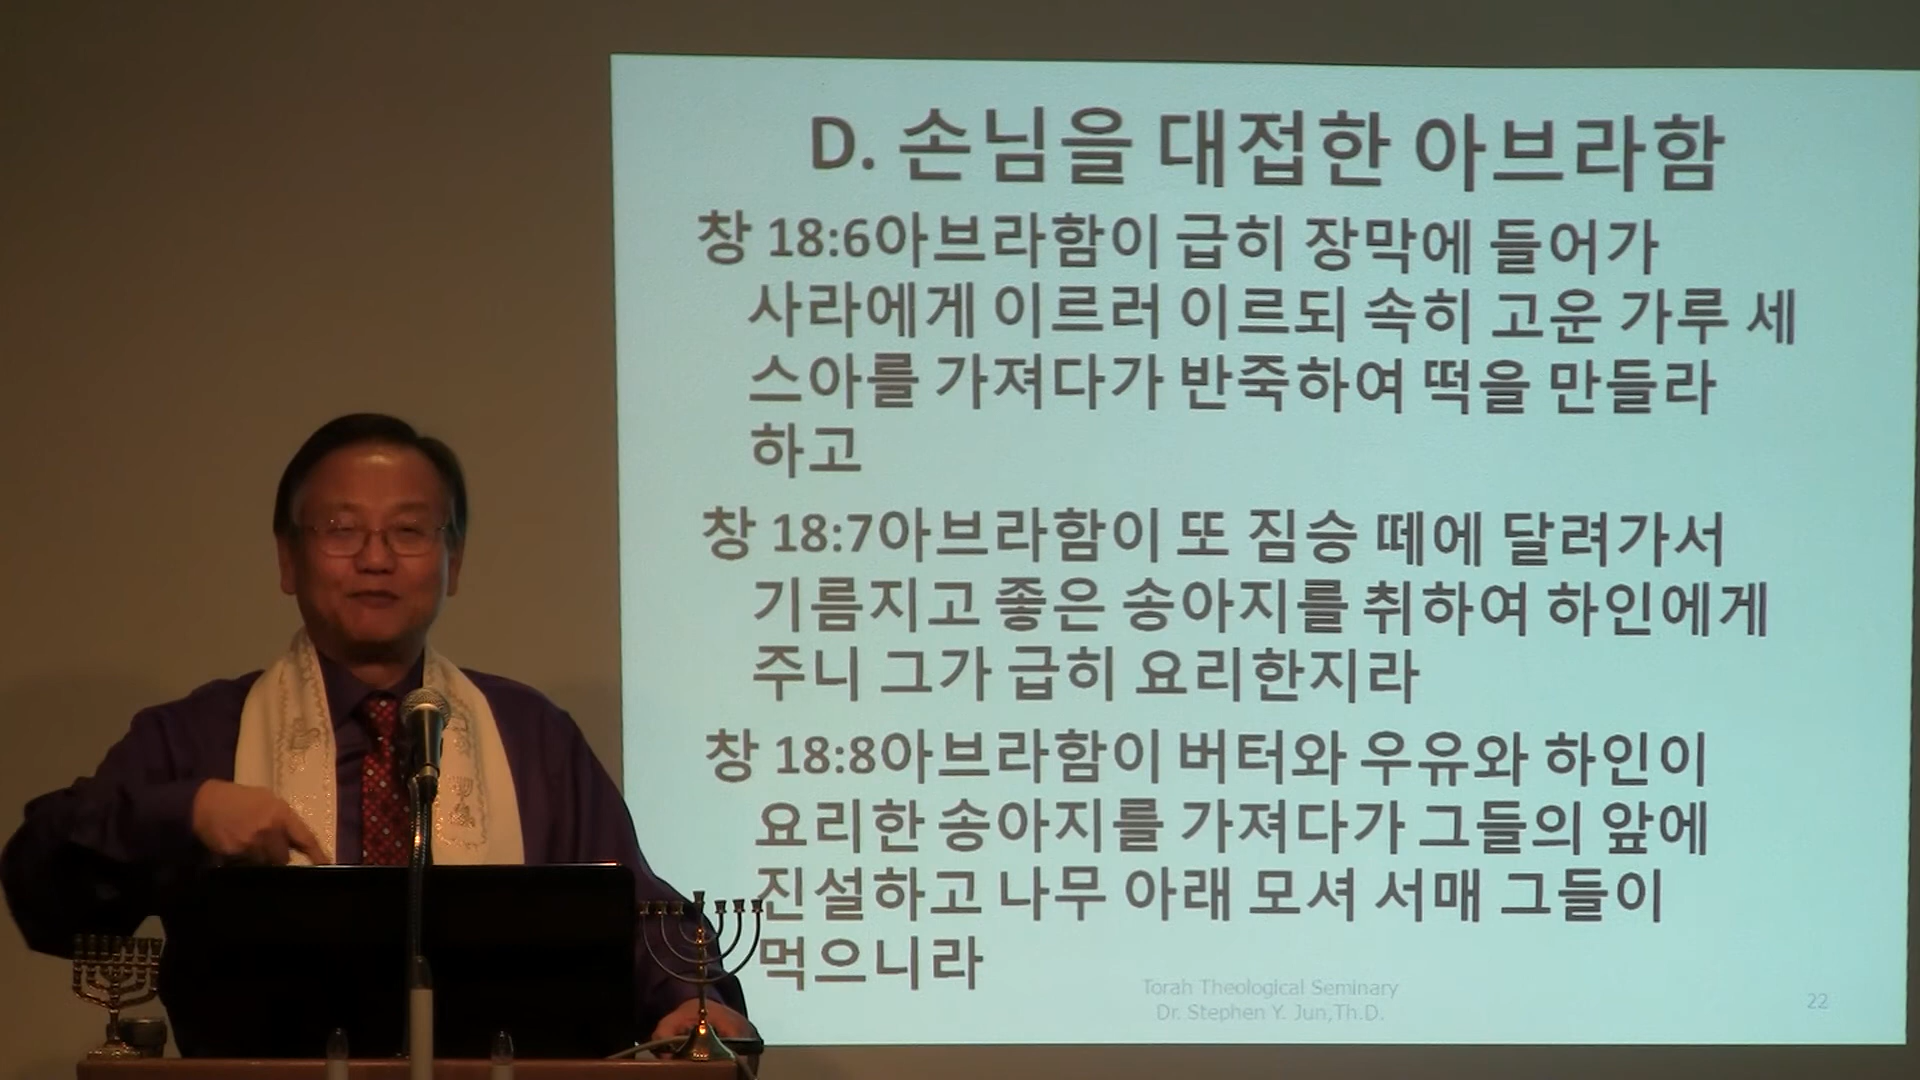 D. 손님을 대접한 아브라함
창 18:6아브라함이 급히 장막에 들어가
사라에게 이르러 이르되 속히 고운 가루 세
스아를 가져다가 반죽하여 떡을 만들라
하고
창 18:7아브라함이 또 짐승 떼에 달려가서
기름지고 좋은 송아지를 취하여 하인에게
주니 그가 급히 요리한지라
창 18:8아브라함이 버터와 우유와 하인이
요리한 송아지를 가져다가 그들의 앞에
진설하고 나무 아래 모셔 서매 그들이
먹으니라
Torah Theological Seminary
Dr. Stephen Y. Jun,Th.D.
22